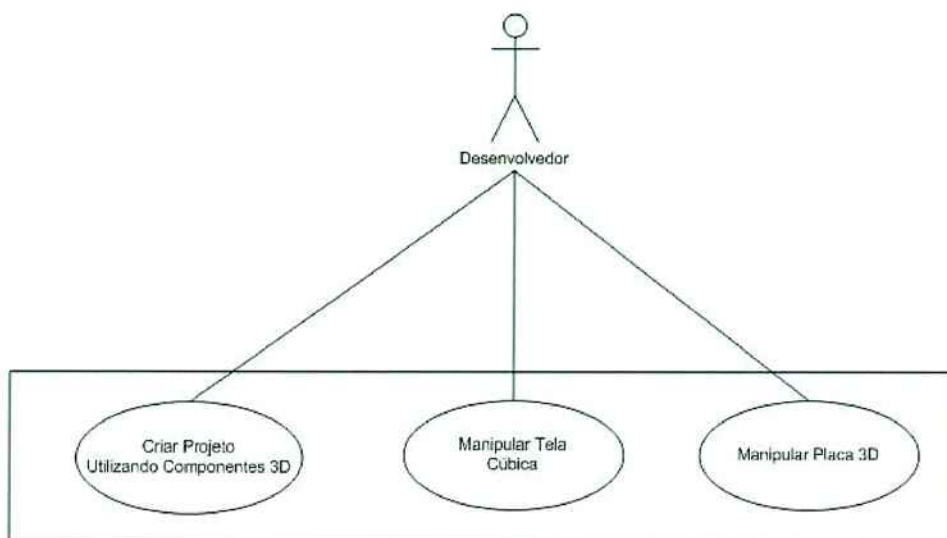 Desenvolvedor
Criar Projeto
Utilizando Componentes 3D
Manipular Tela
Cúbica
Manipular Placa 3D